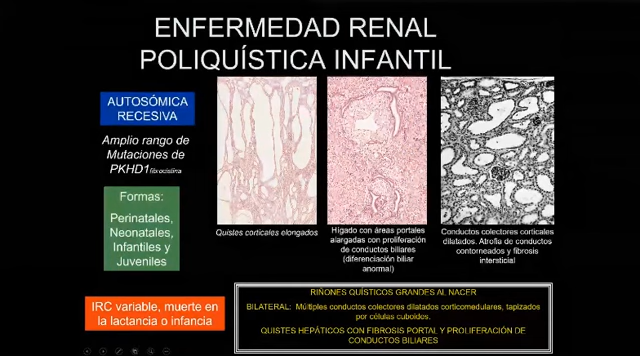 ENFERMEDAD RENAL
POLIQUÍSTICA INFANTIL
AUTOSÓMICA
RECESIVA
Amplio rango de
Mutaciones de
PKHD1fibrocistina
Formas:
Perinatales,
Neonatales,
Infantiles y
Juveniles
Quistes corticales elongados
Hígado con áreas portales
alargadas con proliferación
de conductos biliares
(diferenciación biliar
anormal)
Conductos colectores corticales
dilatados. Atrofia de conductos
contorneados y fibrosis
intersticial
IRC variable, muerte en
la lactancia o infancia
RIÑONES QUÍSTICOS GRANDES AL NACER
BILATERAL: Múltiples conductos colectores dilatados corticomedulares, tapizados
por células cuboides.
QUISTES HEPÁTICOS CON FIBROSIS PORTAL Y PROLIFERACIÓN DE
CONDUCTOS BILIARES